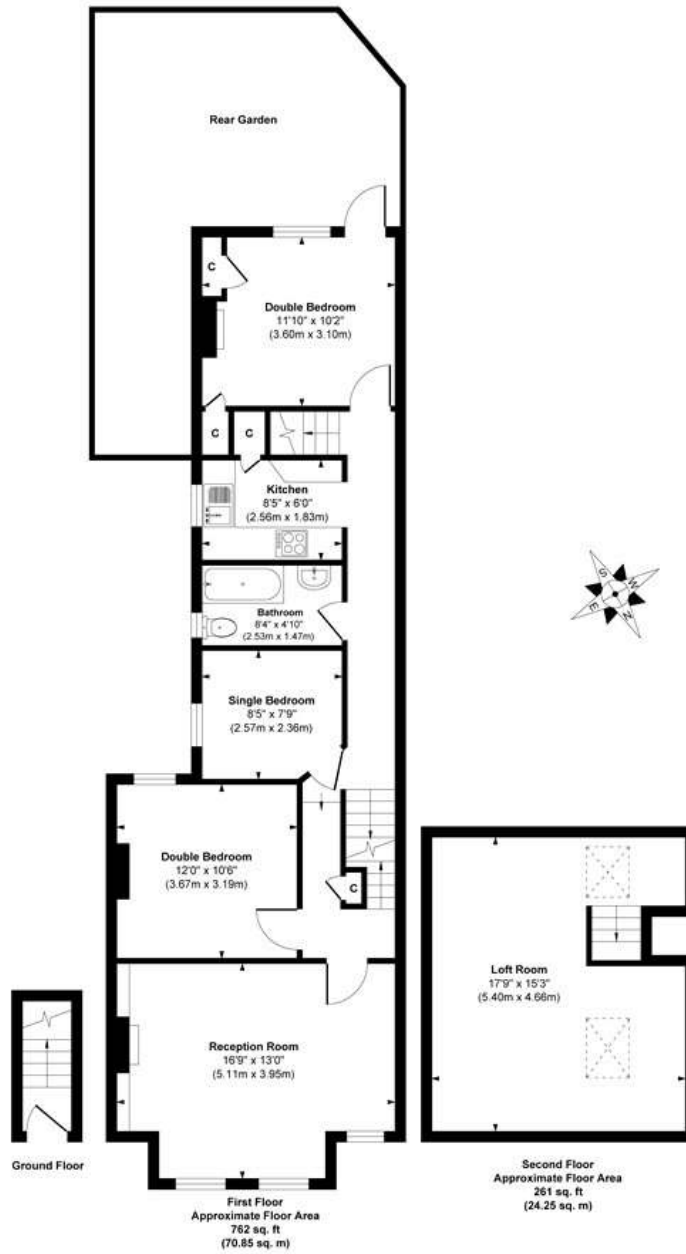 Rear Garden
C
Double Bedroom
11'10" x 10'2"
(3.60m x 3.10m)
C
C
Kitchen
8'5" x 6'0"
(2.56m x 1.83m)
Bathroom
8'4" x 4'10"
(2.53m x 1.47m)
S
W
E
N
Single Bedroom
8'5" x 7'9"
(2.57m x 2.36m)
Double Bedroom
12'0" x 10'6"
(3.67m x 3.19m)
C
Loft Room
17'9" x 15'3"
(5.40m x 4.66m)
Reception Room
16'9" x 13'0"
(5.11m x 3.95m)
Ground Floor
Second Floor
Approximate Floor Area
261 sq. ft
(24.25 sq. m)
First Floor
Approximate Floor Area
762 sq. ft
(70.85 sq. m)